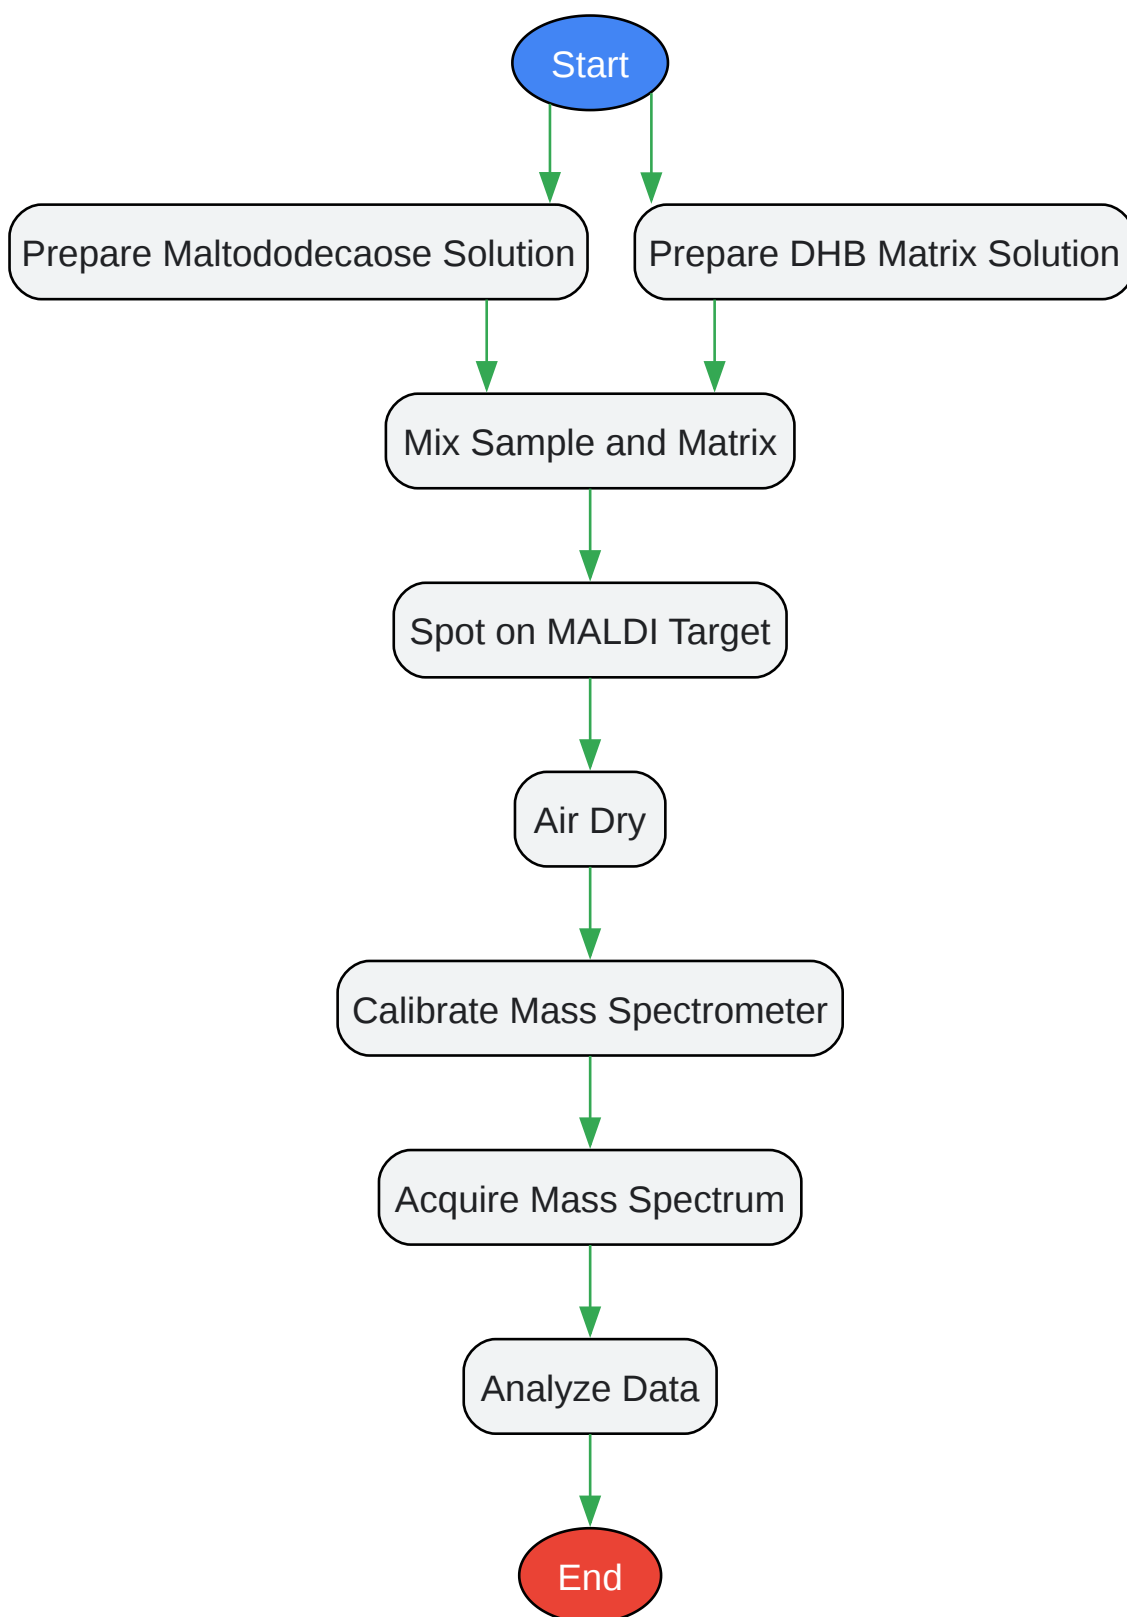 Start
Prepare Maltododecaose Solution
Prepare DHB Matrix Solution
Mix Sample and Matrix
Spot on MALDI Target
Air Dry
Calibrate Mass Spectrometer
Acquire Mass Spectrum
Analyze Data
End